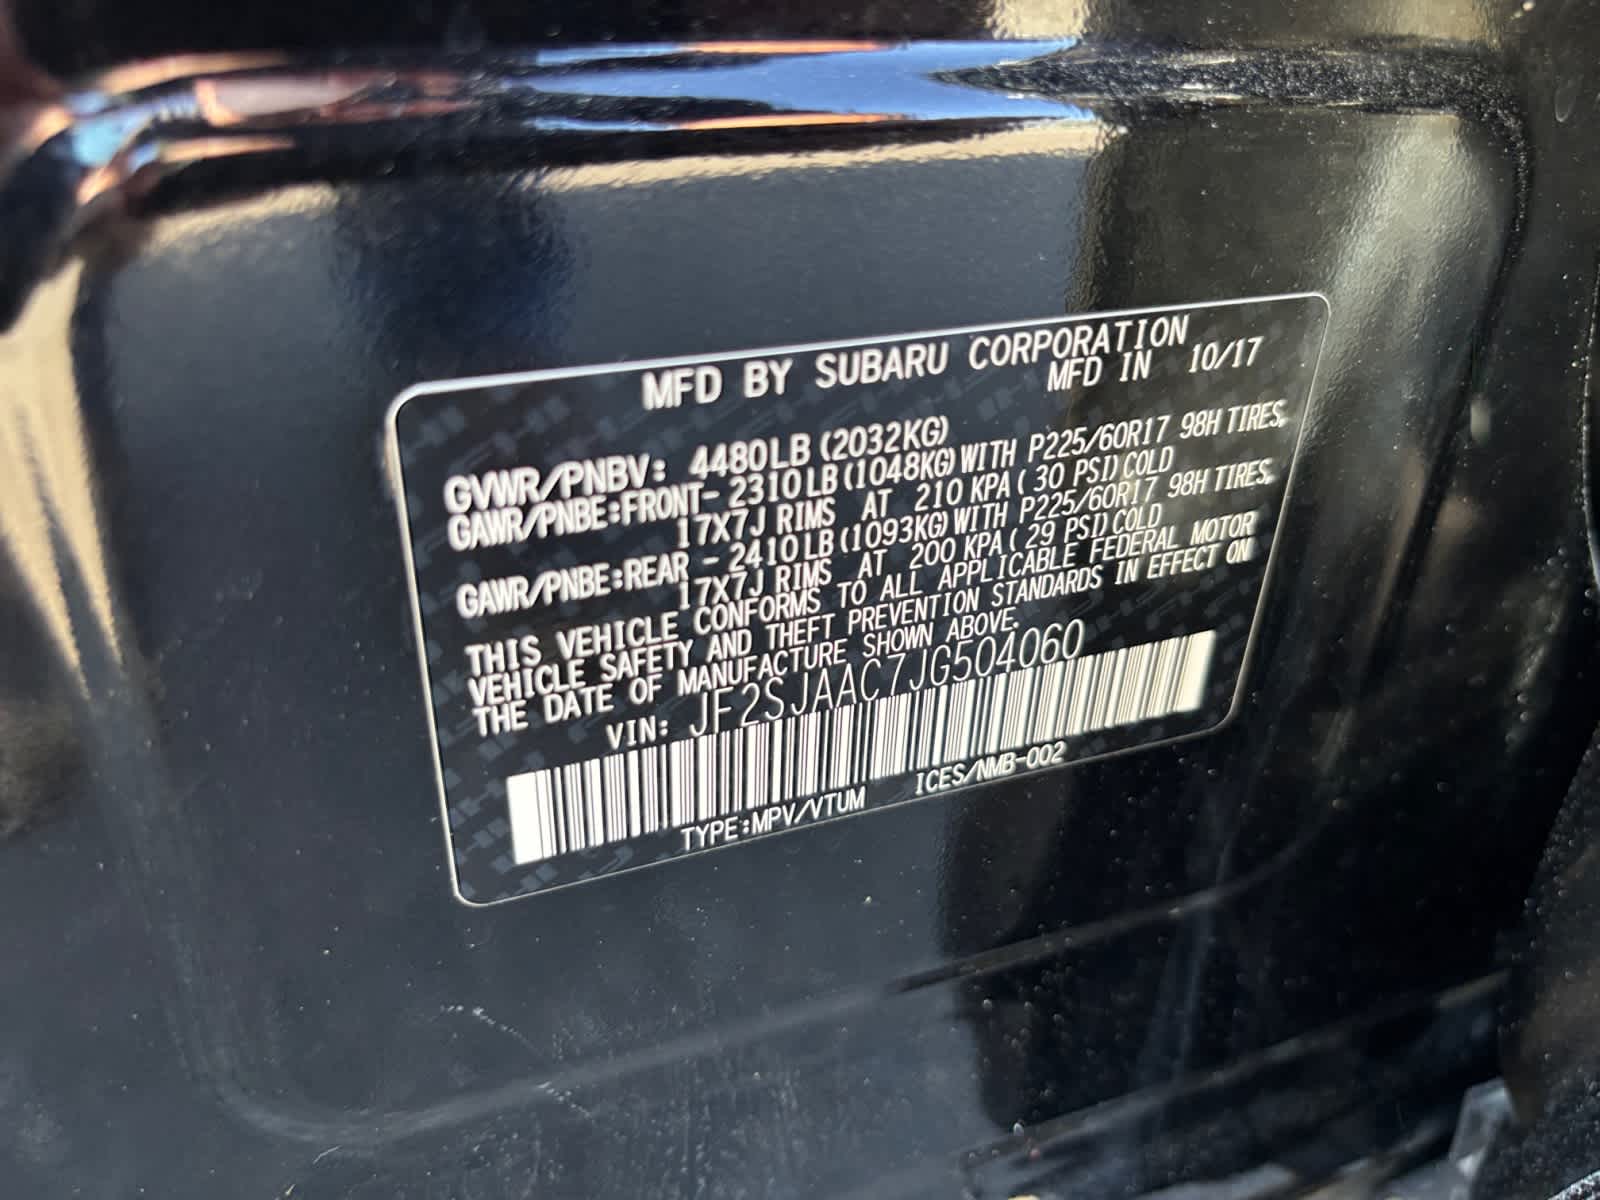 MFD BY SUBARU CORPORATION
MFD IN 10/17
GVWR/PNBV: 4480LB (2032KG)
GAWR/PNBE:FRONT- 2310LB (1048KG) WITH P225/60R17 98H TIRES,
17X7J RIMS AT 210 KPA ( 30 PSI) COLD
GAWR/PNBE:REAR - 2410LB (1093KG) WITH P225/60R17 98H TIRES,
17X7J RIMS AT 200 KPA ( 29 PSI) COLD
THIS VEHICLE CONFORMS TO ALL APPLICABLE FEDERAL MOTOR
VEHICLE SAFETY AND THEFT PREVENTION STANDARDS IN EFFECT ON
THE DATE OF MANUFACTURE SHOWN ABOVE.
VIN: JF2SJAAC7JG504060
TYPE:MPV/VTUM ICES/NMB-002